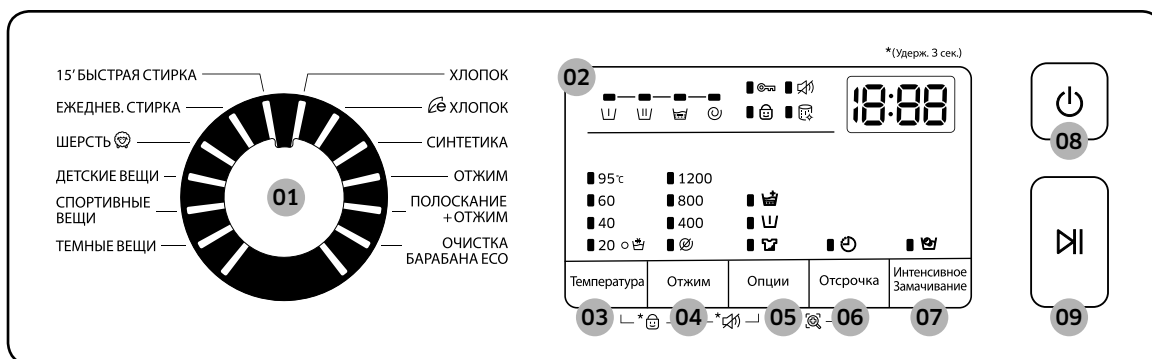 *(Удерж. 3 сек.)
15' БЫСТРАЯ СТИРКА
ЕЖЕДНЕВ. СТИРКА
ШЕРСТЬ
ДЕТСКИЕ ВЕЩИ
СПОРТИВНЫЕ
ВЕЩИ
ТЕМНЫЕ ВЕЩИ
01
ХЛОПОК
e ХЛОПОК
СИНТЕТИКА
ОТЖИМ
ПОЛОСКАНИЕ
+ОТЖИМ
ОЧИСТКА
БАРАБАНА ECO
02
18:88
95°c
60
40
20
1200
800
400
Температура
Отжим
Опции
Отсрочка
Интенсивное
Замачивание
03
*
04
*
05
06
07
08
09